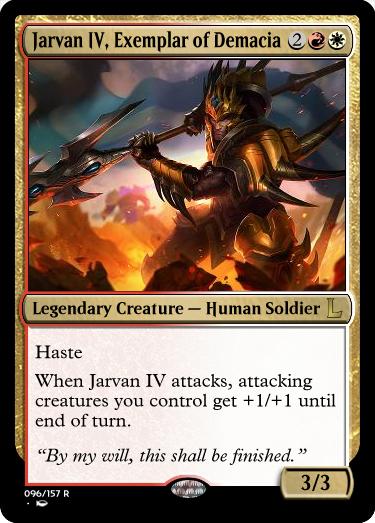 Jarvan IV, Exemplar of Demacia 2
Legendary Creature — Human Soldier L
Haste
When Jarvan IV attacks, attacking
creatures you control get +1/+1 until
end of turn.
“By my will, this shall be finished.”
3/3
096/157 R